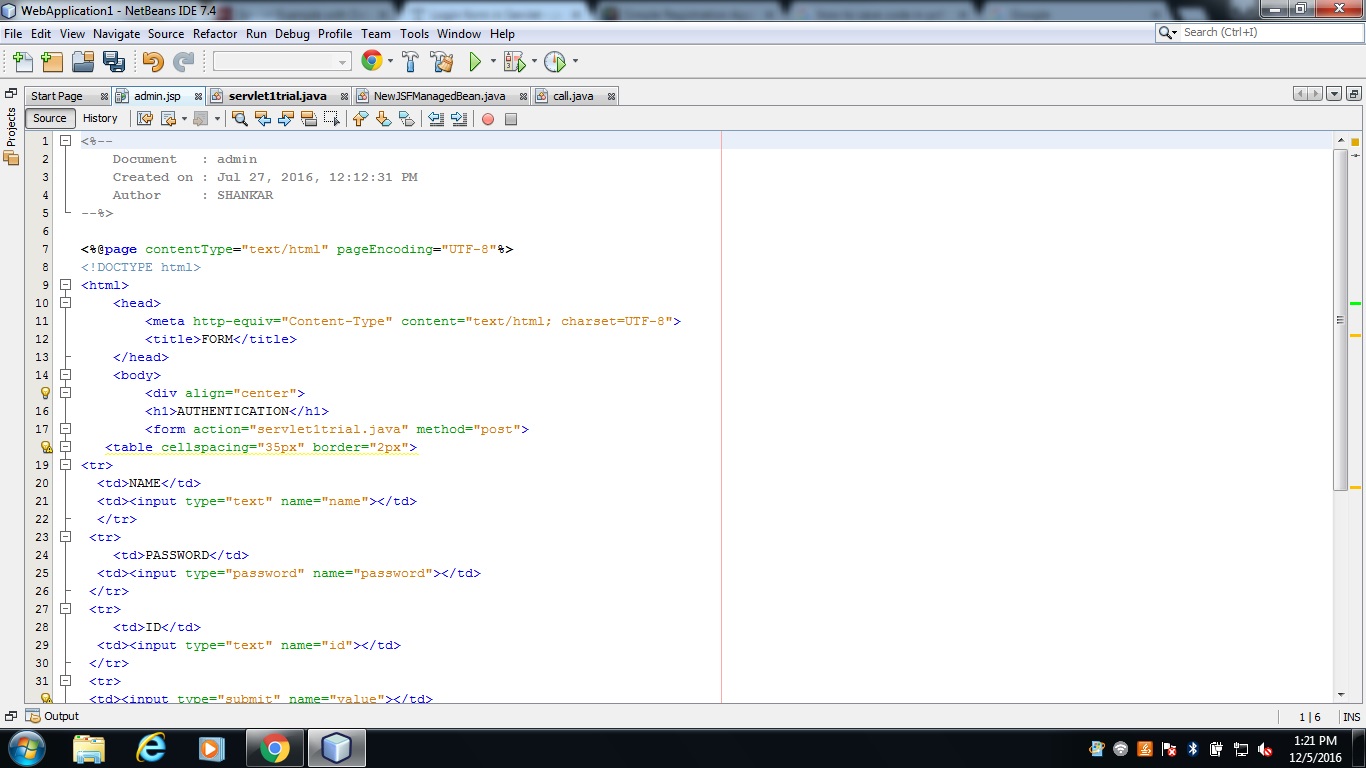 WebApplication1 - NetBeans IDE 7.4
File Edit View Navigate Source Refactor Run Debug Profile Team Tools Window Help
Search (Ctrl+I)
Start Page admin.jsp servlet1trial.java NewJSFManagedBean.java call.java
Projects
Source History
1 <%--
2 Document : admin
3 Created on : Jul 27, 2016, 12:12:31 PM
4 Author : SHANKAR
5 --%>
6
7 <%@page contentType="text/html" pageEncoding="UTF-8"%>
8 <!DOCTYPE html>
9 <html>
10 <head>
11 <meta http-equiv="Content-Type" content="text/html; charset=UTF-8">
12 <title>FORM</title>
13 </head>
14 <body>
<div align="center">
16 <h1>AUTHENTICATION</h1>
17 <form action="servlet1trial.java" method="post">
<table cellspacing="35px" border="2px">
19 <tr>
20 <td>NAME</td>
21 <td><input type="text" name="name"></td>
22 </tr>
23 <tr>
24 <td>PASSWORD</td>
25 <td><input type="password" name="password"></td>
26 </tr>
27 <tr>
28 <td>ID</td>
29 <td><input type="text" name="id"></td>
30 </tr>
31 <tr>
<td><input type="submit" name="value"></td>
Output
1 | 6 INS
1:21 PM
12/5/2016